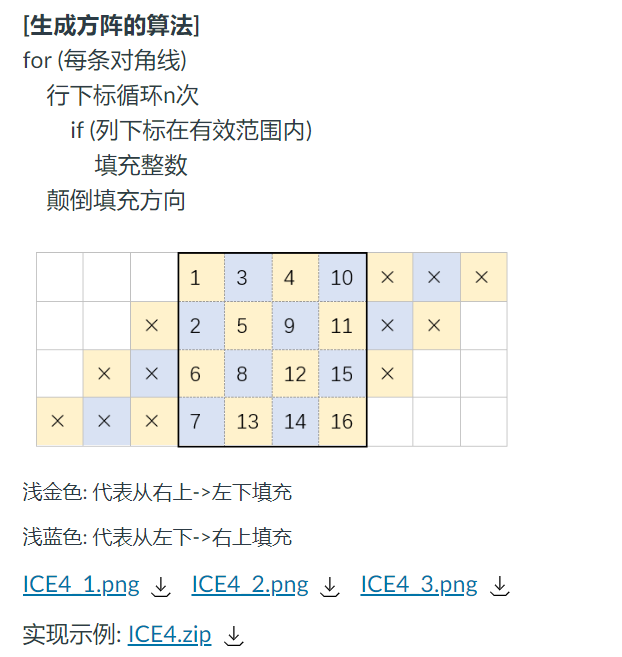 [生成方阵的算法]
for (每条对角线)
行下标循环n次
if (列下标在有效范围内)
填充整数
颠倒填充方向
1 3 4 10 × × ×
× 2 5 9 11 × ×
× × 6 8 12 15 ×
× × × 7 13 14 16
浅金色: 代表从右上->左下填充
浅蓝色: 代表从左下->右上填充
ICE4_1.png ICE4_2.png ICE4_3.png
实现示例: ICE4.zip